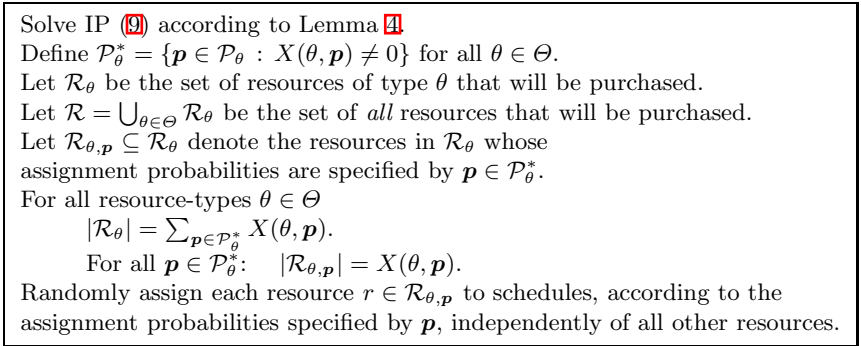 Solve IP (9) according to Lemma 4.
Define 𝒫*_θ = {𝒑 ∈ 𝒫_θ : X(θ, 𝒑) ≠ 0} for all θ ∈ Θ.
Let ℛ_θ be the set of resources of type θ that will be purchased.
Let ℛ = ⋃_{θ∈Θ} ℛ_θ be the set of all resources that will be purchased.
Let ℛ_{θ,𝒑} ⊆ ℛ_θ denote the resources in ℛ_θ whose
assignment probabilities are specified by 𝒑 ∈ 𝒫*_θ.
For all resource-types θ ∈ Θ
|ℛ_θ| = ∑_{𝒑∈𝒫*_θ} X(θ, 𝒑).
For all 𝒑 ∈ 𝒫*_θ: |ℛ_{θ,𝒑}| = X(θ, 𝒑).
Randomly assign each resource r ∈ ℛ_{θ,𝒑} to schedules, according to the
assignment probabilities specified by 𝒑, independently of all other resources.